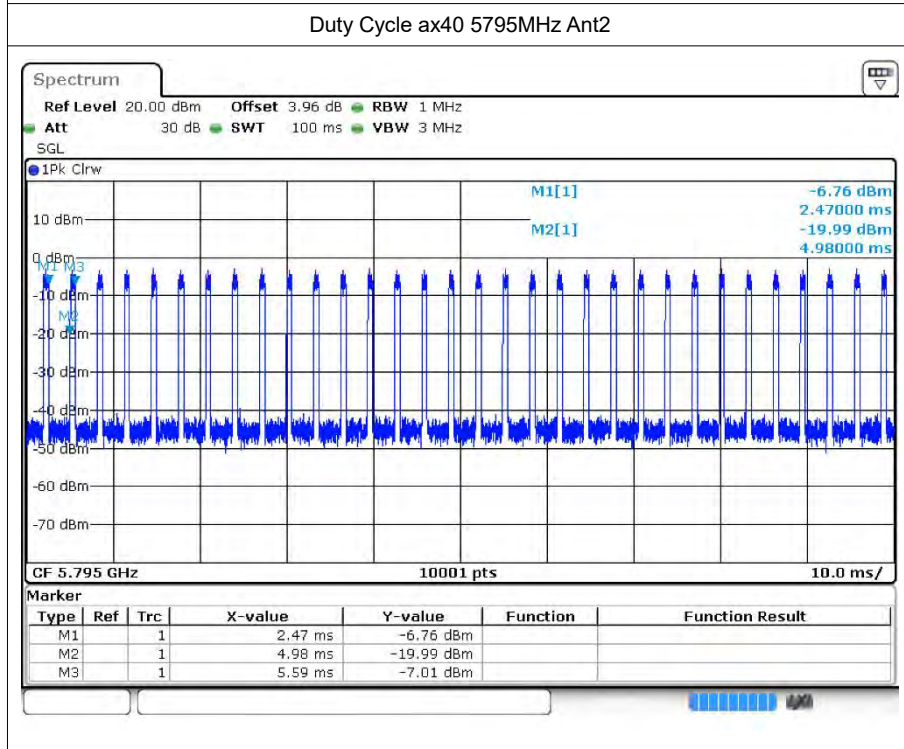 Duty Cycle ax40 5795MHz Ant2
Spectrum
Ref Level 20.00 dBm Offset 3.96 dB RBW 1 MHz
Att 30 dB SWT 100 ms VBW 3 MHz
SGL
1Pk Clrw
M1[1] -6.76 dBm
2.47000 ms
M2[1] -19.99 dBm
4.98000 ms
10 dBm
0 dBm
M1 M3
-10 dBm
M2
-20 dBm
-30 dBm
-40 dBm
-50 dBm
-60 dBm
-70 dBm
CF 5.795 GHz 10001 pts 10.0 ms/
Marker
Type Ref Trc X-value Y-value Function Function Result
M1 1 2.47 ms -6.76 dBm
M2 1 4.98 ms -19.99 dBm
M3 1 5.59 ms -7.01 dBm